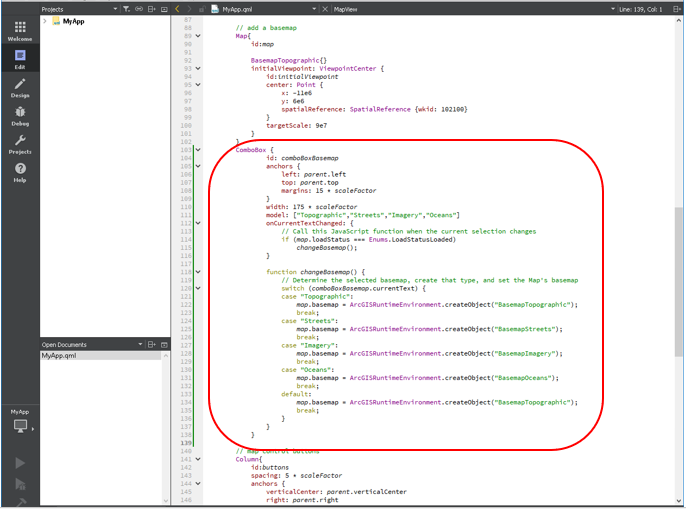 Projects
MyApp.qml
MapView
Line: 139, Col: 1
MyApp
Welcome
Edit
Design
Debug
Projects
Help
Open Documents
MyApp.qml
MyApp
87
88 // add a basemap
89 Map{
90 id:map
91
92 BasemapTopographic{}
93 initialViewpoint: ViewpointCenter {
94 id:initialViewpoint
95 center: Point {
96 x: -11e6
97 y: 6e6
98 spatialReference: SpatialReference {wkid: 102100}
99 }
100 targetScale: 9e7
101 }
102 }
103 ComboBox {
104 id: comboBoxBasemap
105 anchors {
106 left: parent.left
107 top: parent.top
108 margins: 15 * scaleFactor
109 }
110 width: 175 * scaleFactor
111 model: ["Topographic","Streets","Imagery","Oceans"]
112 onCurrentTextChanged: {
113 // Call this JavaScript function when the current selection changes
114 if (map.loadStatus === Enums.LoadStatusLoaded)
115 changeBasemap();
116 }
117
118 function changeBasemap() {
119 // Determine the selected basemap, create that type, and set the Map's basemap
120 switch (comboBoxBasemap.currentText) {
121 case "Topographic":
122 map.basemap = ArcGISRuntimeEnvironment.createObject("BasemapTopographic");
123 break;
124 case "Streets":
125 map.basemap = ArcGISRuntimeEnvironment.createObject("BasemapStreets");
126 break;
127 case "Imagery":
128 map.basemap = ArcGISRuntimeEnvironment.createObject("BasemapImagery");
129 break;
130 case "Oceans":
131 map.basemap = ArcGISRuntimeEnvironment.createObject("BasemapOceans");
132 break;
133 default:
134 map.basemap = ArcGISRuntimeEnvironment.createObject("BasemapTopographic");
135 break;
136 }
137 }
138 }
139
140 // map control buttons
141 Column{
142 id:buttons
143 spacing: 5 * scaleFactor
144 anchors {
145 verticalCenter: parent.verticalCenter
146 right: parent.right